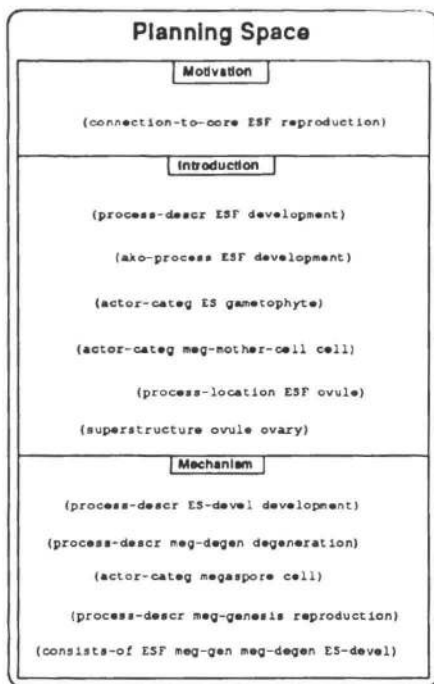 Planning Space
Motivation
(connection-to-core ESF reproduction)
Introduction
(process-descr ESF development)
(ako-process ESF development)
(actor-categ ES gametophyte)
(actor-categ meg-mother-cell cell)
(process-location ESF ovule)
(superstructure ovule ovary)
Mechanism
(process-descr ES-devel development)
(process-descr meg-degen degeneration)
(actor-categ megaspore cell)
(process-descr meg-genesis reproduction)
(consists-of ESF meg-gen meg-degen ES-devel)